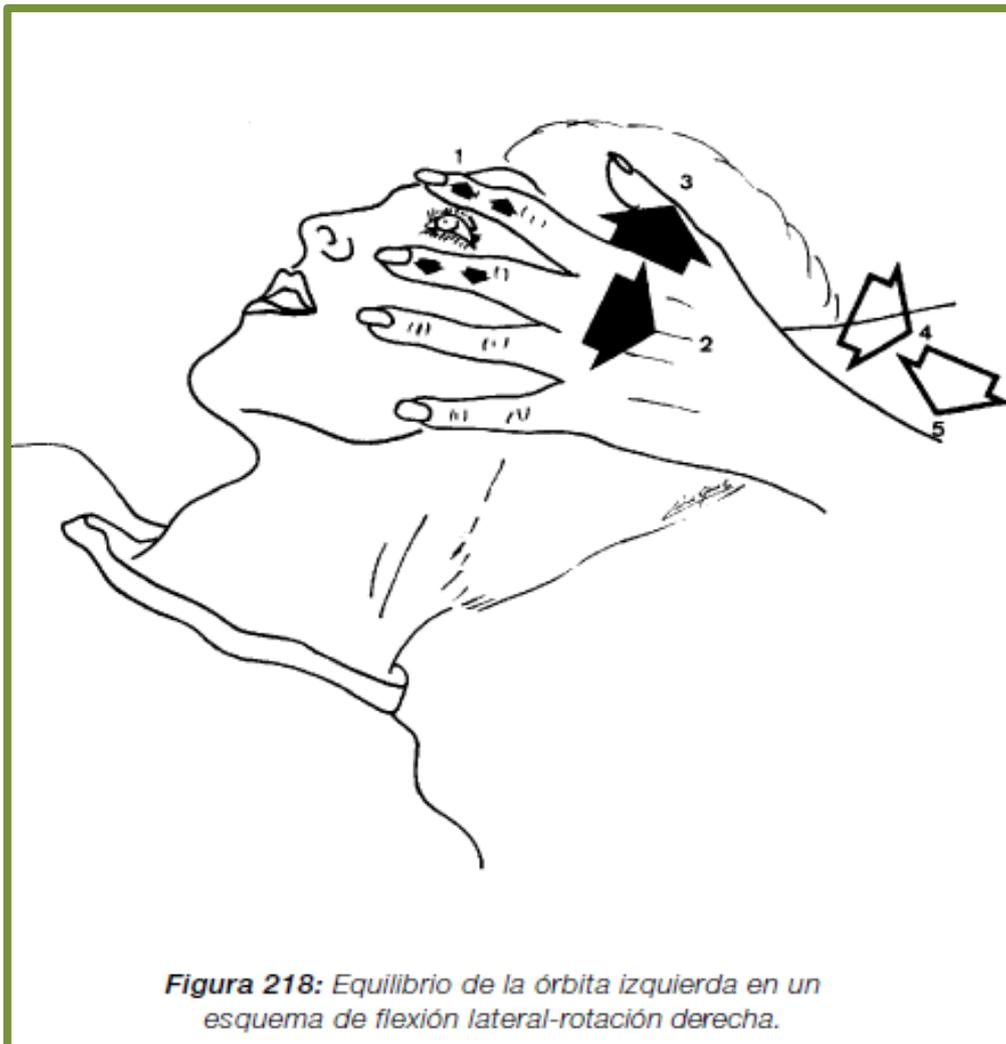 1
3
4
2
5
Figura 218: Equilibrio de la órbita izquierda en un
esquema de flexión lateral-rotación derecha.